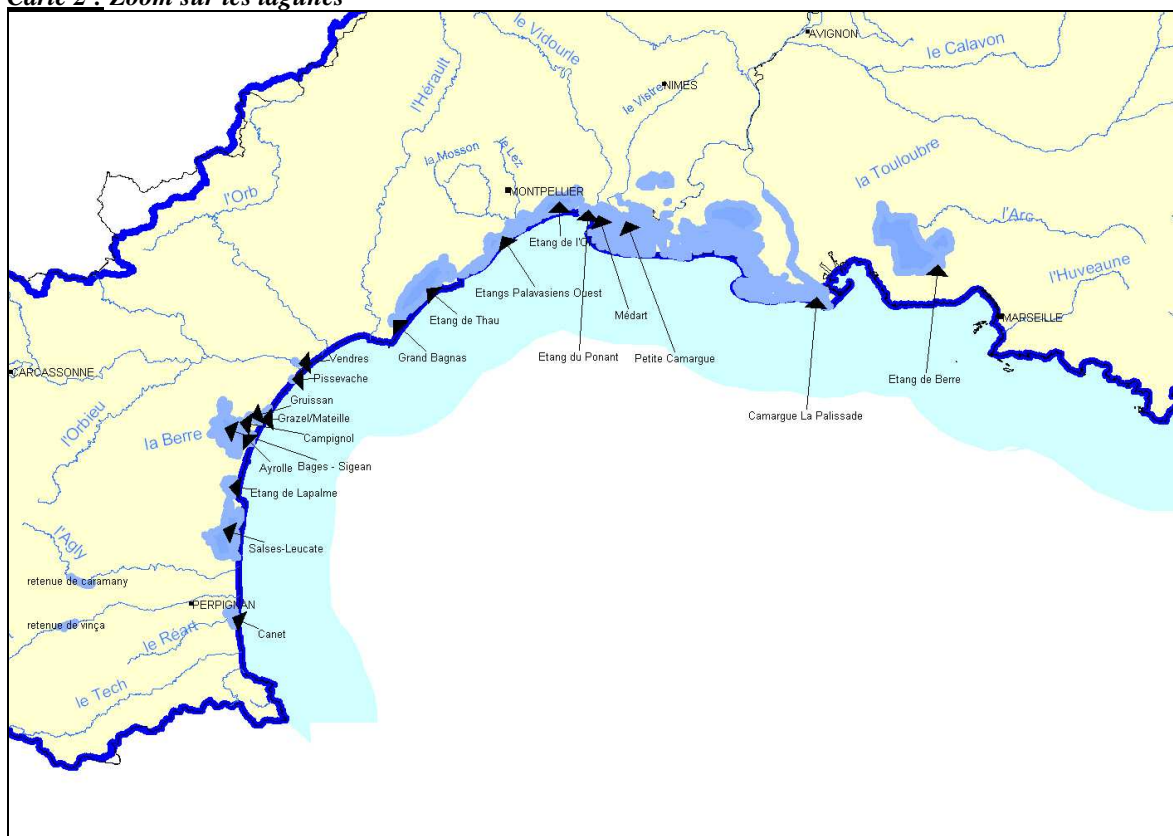 Carte 2 : Zoom sur les lagunes
AVIGNON
le Vidourle
le Calavon
l'Hérault
le Vistre
NIMES
la Mosson
le Lez
la Touloubre
MONTPELLIER
l'Orb
l'Arc
Etang de l'Or
l'Huveaune
Etangs Palavasiens Ouest
Etang de Thau
Médart
MARSEILLE
Grand Bagnas
Etang du Ponant
Petite Camargue
Vendres
CARCASSONNE
Pissevache
Etang de Berre
Gruissan
Camargue La Palissade
l'Orbieu
Grazel/Mateille
la Berre
Campignol
Ayrolle
Bages - Sigean
Etang de Lapalme
l'Agly
Salses-Leucate
retenue de caramany
PERPIGNAN
retenue de vinça
le Réart
Canet
le Tech